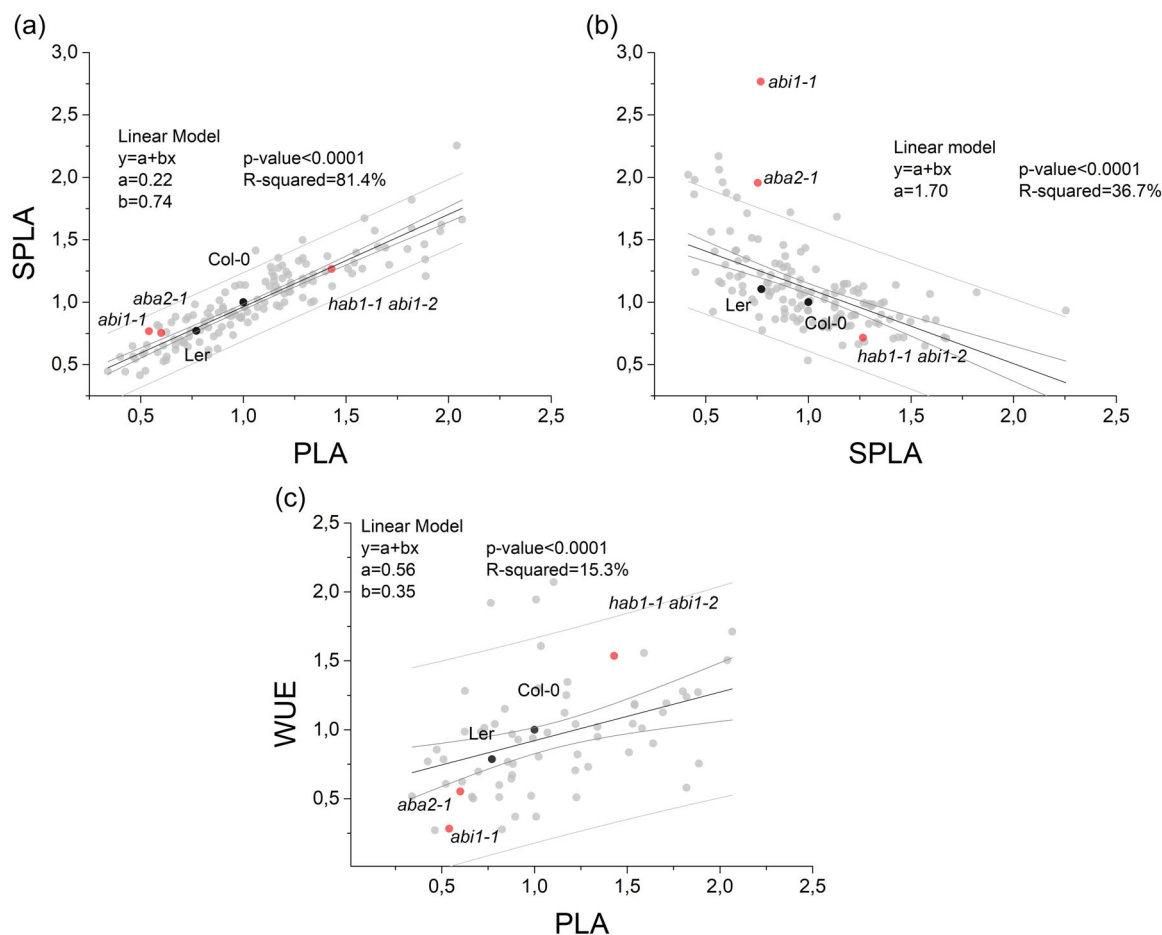 (a)
3,0
2,5
2,0
1,5
1,0
0,5
SPLA
Linear Model
y=a+bx
a=0.22
b=0.74
p-value<0.0001
R-squared=81.4%
Col-0
aba2-1
abi1-1
Ler
hab1-1 abi1-2
0,5
1,0
1,5
2,0
2,5
PLA
(b)
3,0
2,5
2,0
1,5
1,0
0,5
abi1-1
aba2-1
Linear model
y=a+bx
a=1.70
p-value<0.0001
R-squared=36.7%
Ler
Col-0
hab1-1 abi1-2
0,5
1,0
1,5
2,0
2,5
SPLA
(c)
2,5
2,0
1,5
1,0
0,5
WUE
Linear Model
y=a+bx
a=0.56
b=0.35
p-value<0.0001
R-squared=15.3%
hab1-1 abi1-2
Col-0
Ler
aba2-1
abi1-1
0,5
1,0
1,5
2,0
2,5
PLA